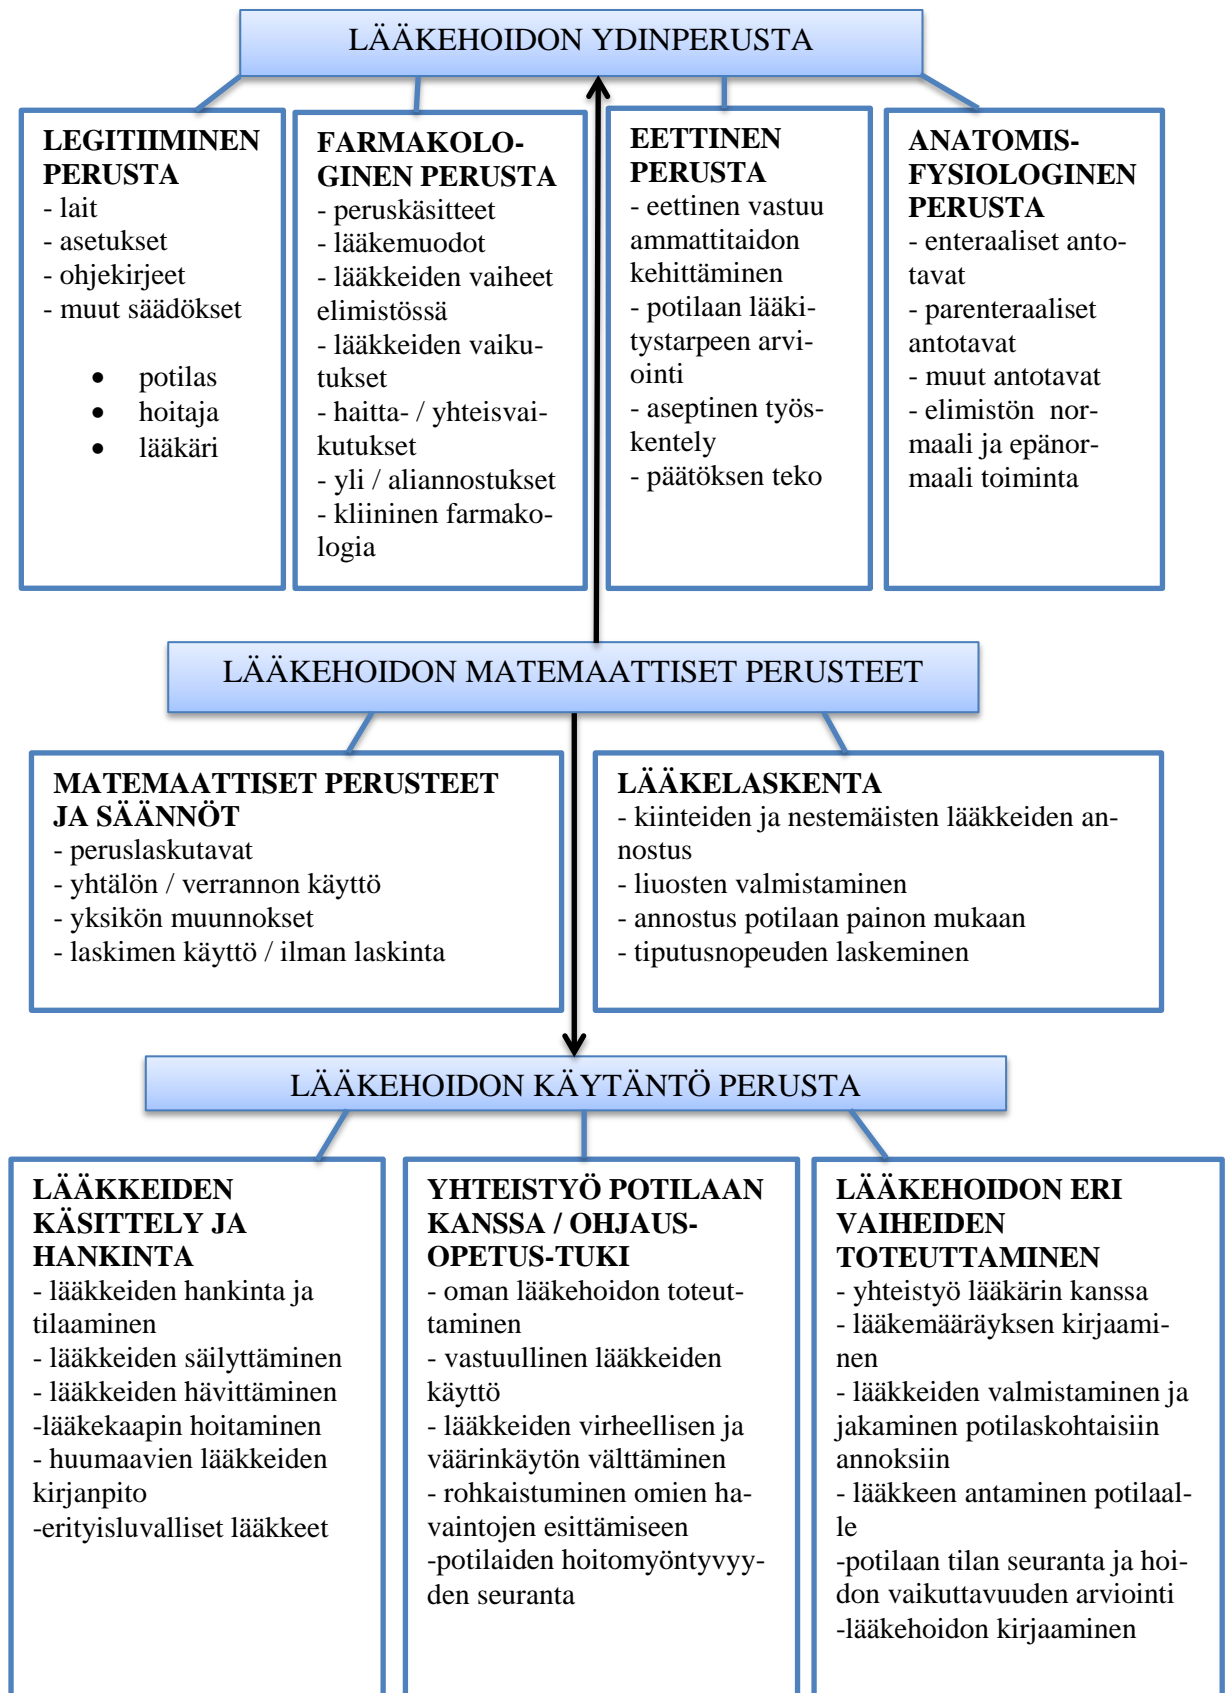 LÄÄKEHOIDON YDINPERUSTA
LEGITIIMINEN
PERUSTA
- lait
- asetukset
- ohjekirjeet
- muut säädökset
• potilas
• hoitaja
• lääkäri
FARMAKOLO-
GINEN PERUSTA
- peruskäsitteet
- lääkemuodot
- lääkkeiden vaiheet
elimistössä
- lääkkeiden vaiku-
tukset
- haitta- / yhteisvai-
kutukset
- yli / aliannostukset
- kliininen farmako-
logia
EETTINEN
PERUSTA
- eettinen vastuu
ammattitaidon
kehittäminen
- potilaan lääki-
tystarpeen arvi-
ointi
- aseptinen työs-
kentely
- päätöksen teko
ANATOMIS-
FYSIOLOGINEN
PERUSTA
- enteraaliset anto-
tavat
- parenteraaliset
antotavat
- muut antotavat
- elimistön nor-
maali ja epänor-
maali toiminta
LÄÄKEHOIDON MATEMAATTISET PERUSTEET
MATEMAATTISET PERUSTEET
JA SÄÄNNÖT
- peruslaskutavat
- yhtälön / verrannon käyttö
- yksikön muunnokset
- laskimen käyttö / ilman laskinta
LÄÄKELASKENTA
- kiinteiden ja nestemäisten lääkkeiden an-
nostus
- liuosten valmistaminen
- annostus potilaan painon mukaan
- tiputusnopeuden laskeminen
LÄÄKEHOIDON KÄYTÄNTÖ PERUSTA
LÄÄKKEIDEN
KÄSITTELY JA
HANKINTA
- lääkkeiden hankinta ja
tilaaminen
- lääkkeiden säilyttäminen
- lääkkeiden hävittäminen
-lääkekaapin hoitaminen
- huumaavien lääkkeiden
kirjanpito
-erityisluvalliset lääkkeet
YHTEISTYÖ POTILAAN
KANSSA / OHJAUS-
OPETUS-TUKI
- oman lääkehoidon toteut-
taminen
- vastuullinen lääkkeiden
käyttö
- lääkkeiden virheellisen ja
väärinkäytön välttäminen
- rohkaistuminen omien ha-
vaintojen esittämiseen
-potilaiden hoitomyöntyvyy-
den seuranta
LÄÄKEHOIDON ERI
VAIHEIDEN
TOTEUTTAMINEN
- yhteistyö lääkärin kanssa
- lääkemääräyksen kirjaami-
nen
- lääkkeiden valmistaminen ja
jakaminen potilaskohtaisiin
annoksiin
- lääkkeen antaminen potilaal-
le
-potilaan tilan seuranta ja hoi-
don vaikuttavuuden arviointi
-lääkehoidon kirjaaminen